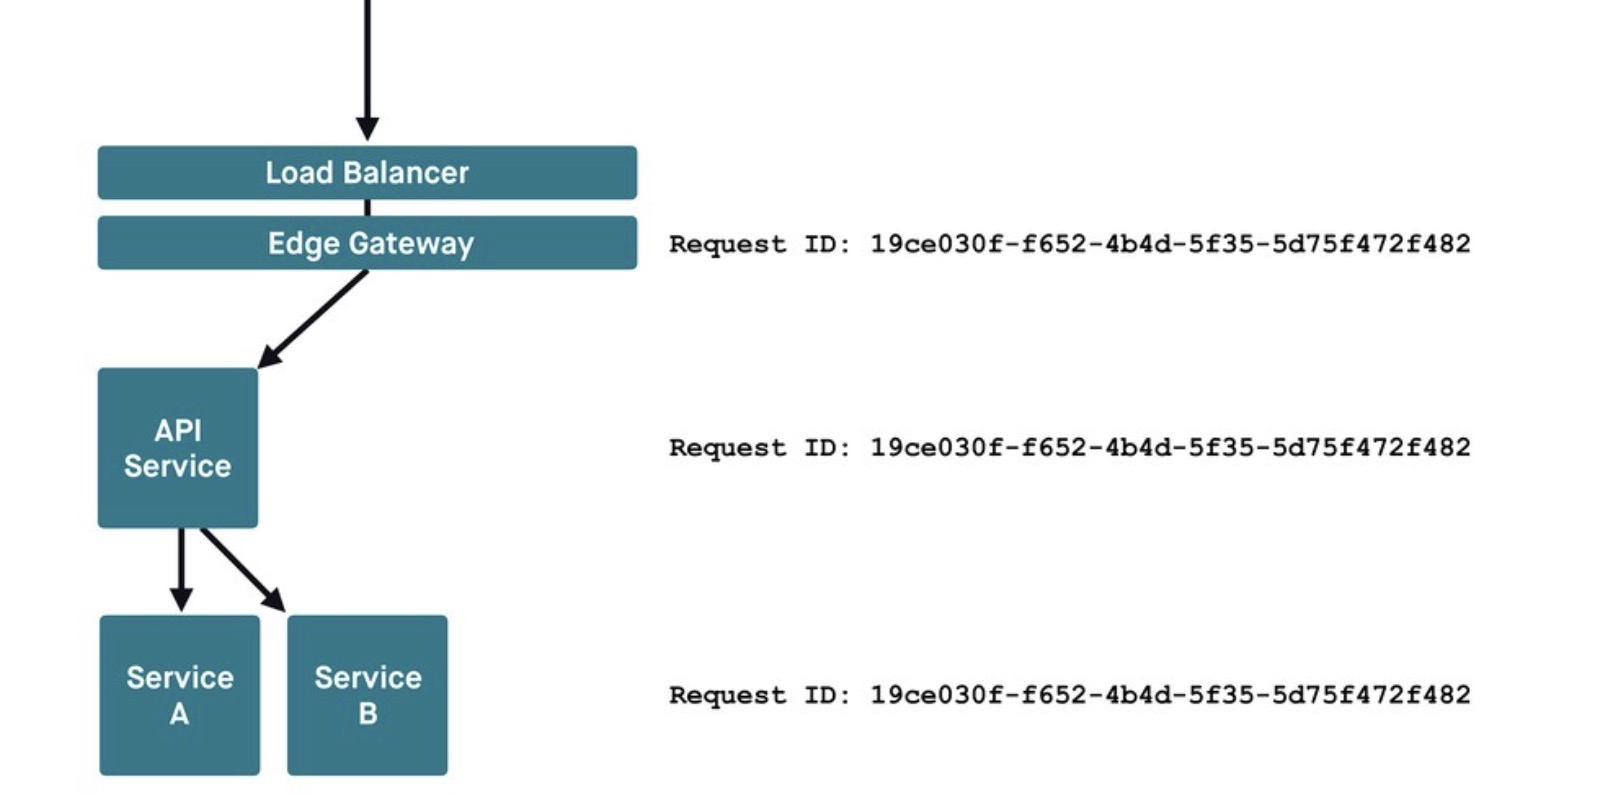 Load Balancer
Edge Gateway
Request ID: 19ce030f-f652-4b4d-5f35-5d75f472f482
API
Service
Request ID: 19ce030f-f652-4b4d-5f35-5d75f472f482
Service
A
Service
B
Request ID: 19ce030f-f652-4b4d-5f35-5d75f472f482